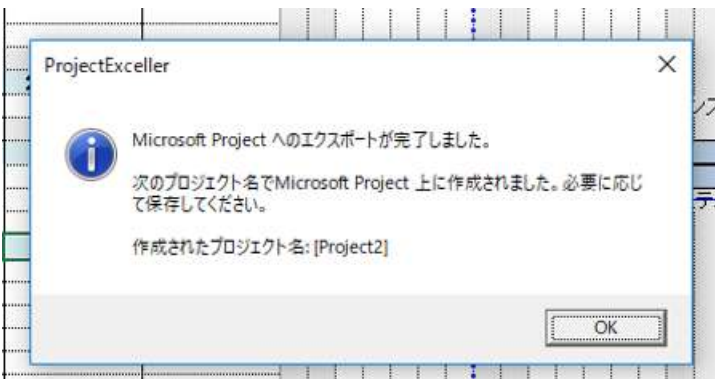 ProjectExceller
Microsoft Project へのエクスポートが完了しました。
次のプロジェクト名でMicrosoft Project 上に作成されました。必要に応じ
て保存してください。
作成されたプロジェクト名: [Project2]
OK